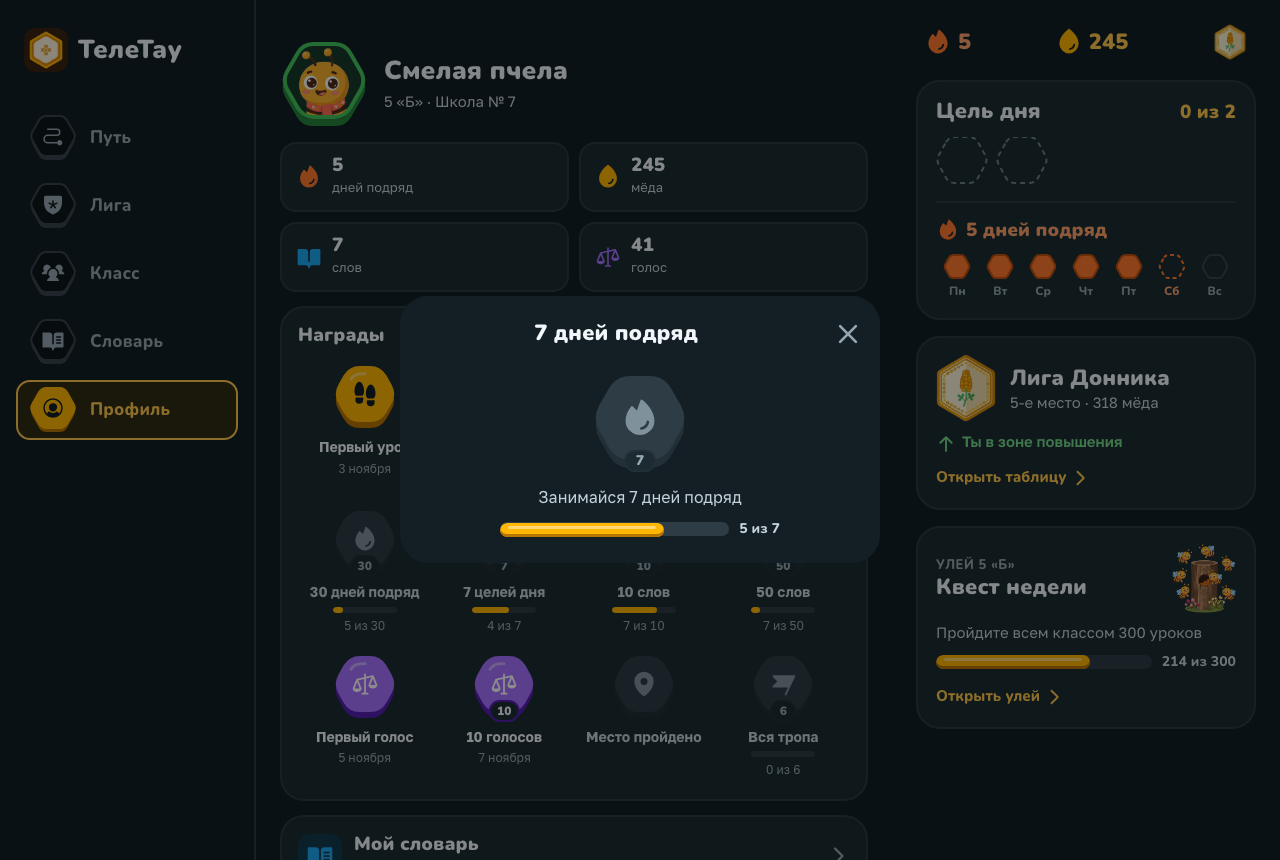 ТелеТау
Путь
Лига
Класс
Словарь
Профиль
Смелая пчела
5 «Б» · Школа № 7
5
дней подряд
245
мёда
7
слов
41
голос
Награды
Первый уро
3 ноября
7 дней подряд
7
Занимайся 7 дней подряд
5 из 7
30
7
10
50
30 дней подряд
7 целей дня
10 слов
50 слов
5 из 30
4 из 7
7 из 10
7 из 50
10
6
Первый голос
10 голосов
Место пройдено
Вся тропа
5 ноября
7 ноября
0 из 6
Мой словарь
5
245
Цель дня
0 из 2
5 дней подряд
Пн Вт Ср Чт Пт Сб Вс
Лига Донника
5-е место · 318 мёда
Ты в зоне повышения
Открыть таблицу
УЛЕЙ 5 «Б»
Квест недели
Пройдите всем классом 300 уроков
214 из 300
Открыть улей